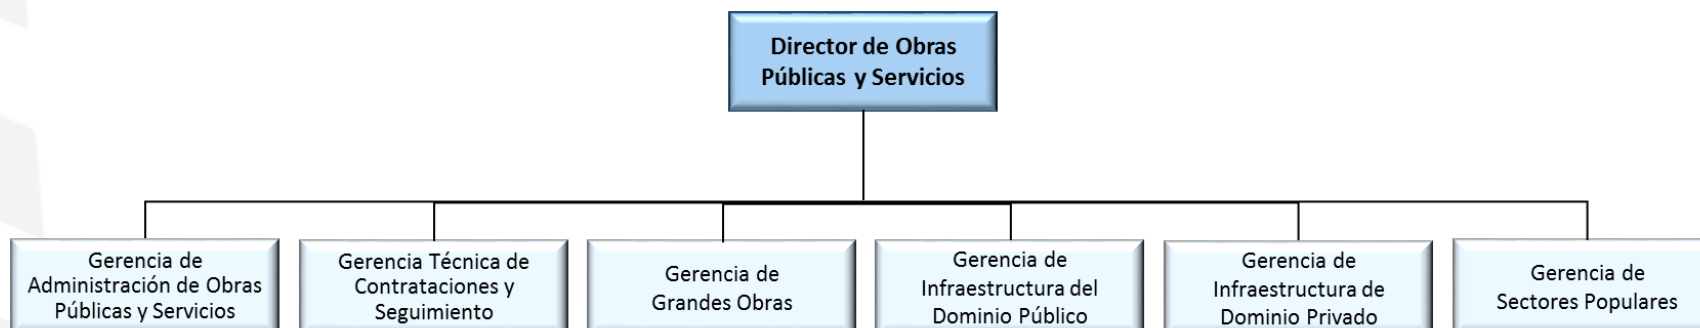 Director de Obras
Públicas y Servicios
Gerencia de
Administración de Obras
Públicas y Servicios
Gerencia Técnica de
Contrataciones y
Seguimiento
Gerencia de
Grandes Obras
Gerencia de
Infraestructura del
Dominio Público
Gerencia de
Infraestructura de
Dominio Privado
Gerencia de
Sectores Populares